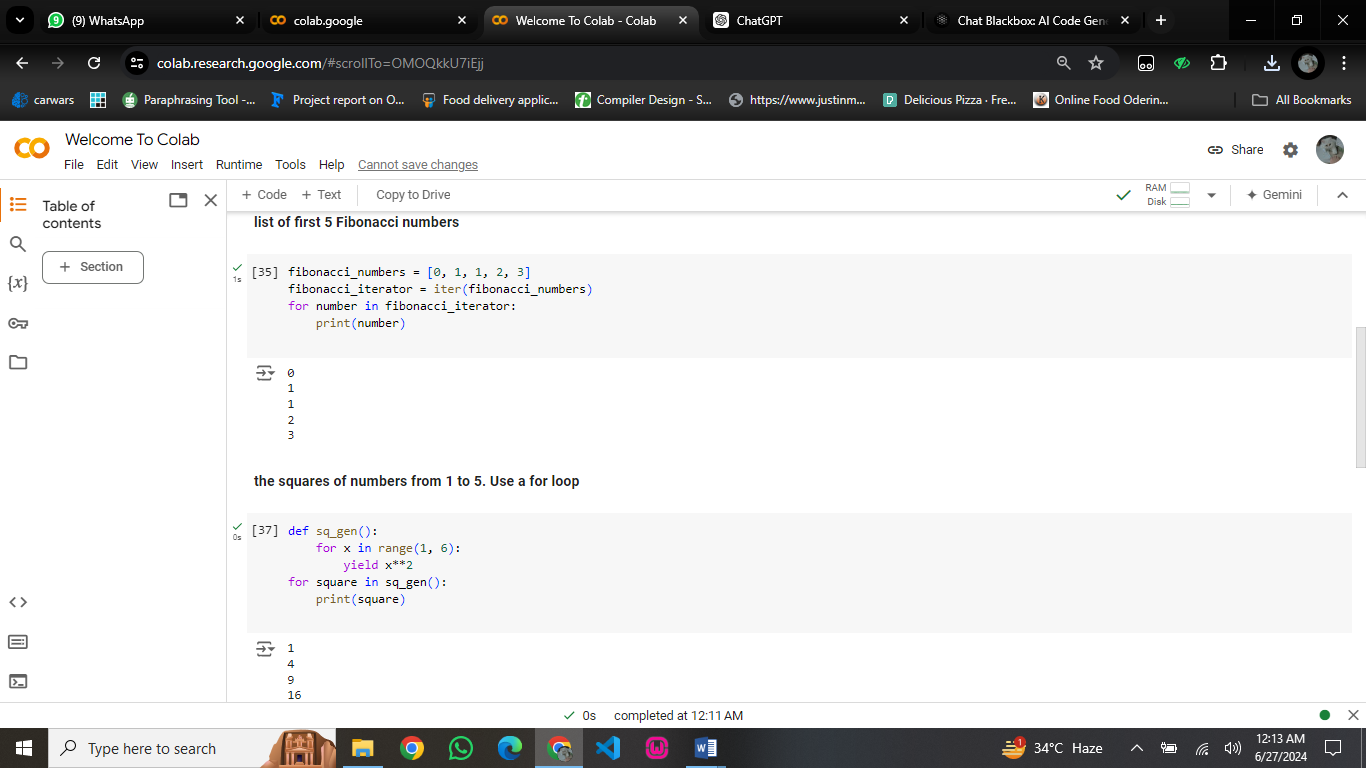 (9) WhatsApp
colab.google
Welcome To Colab - Colab
ChatGPT
Chat Blackbox: AI Code Gene
colab.research.google.com/#scrollTo=OMOQkkU7iEjj
carwars
Paraphrasing Tool -...
Project report on O...
Food delivery applic...
Compiler Design - S...
https://www.justinm...
Delicious Pizza · Fre...
Online Food Oderin...
All Bookmarks
Welcome To Colab
File Edit View Insert Runtime Tools Help Cannot save changes
Share
Table of
contents
+ Section
+ Code + Text Copy to Drive
RAM
Disk
Gemini
list of first 5 Fibonacci numbers
1s
[35] fibonacci_numbers = [0, 1, 1, 2, 3]
fibonacci_iterator = iter(fibonacci_numbers)
for number in fibonacci_iterator:
print(number)
0
1
1
2
3
the squares of numbers from 1 to 5. Use a for loop
0s
[37] def sq_gen():
for x in range(1, 6):
yield x**2
for square in sq_gen():
print(square)
1
4
9
16
{x}
0s completed at 12:11 AM
Type here to search
1
34°C Haze
12:13 AM
6/27/2024